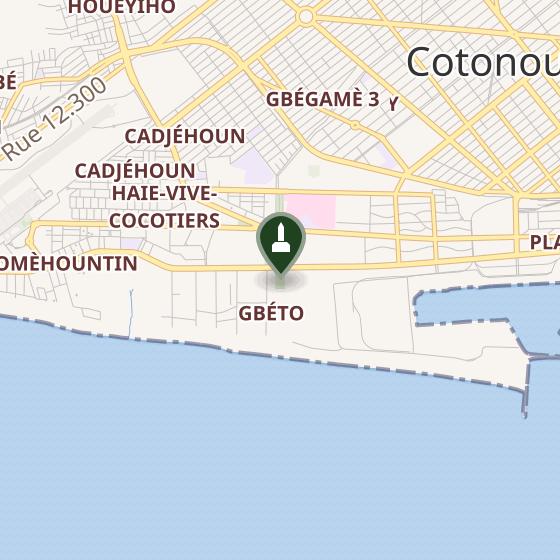 HOUEYIHO
Cotonou
BÉ
Rue 12.300
GBÉGAMÈ 3
Y
CADJÉHOUN
CADJÉHOUN
HAIE-VIVE-
COCOTIERS
OMÈHOUNTIN
PLA
GBÉTO